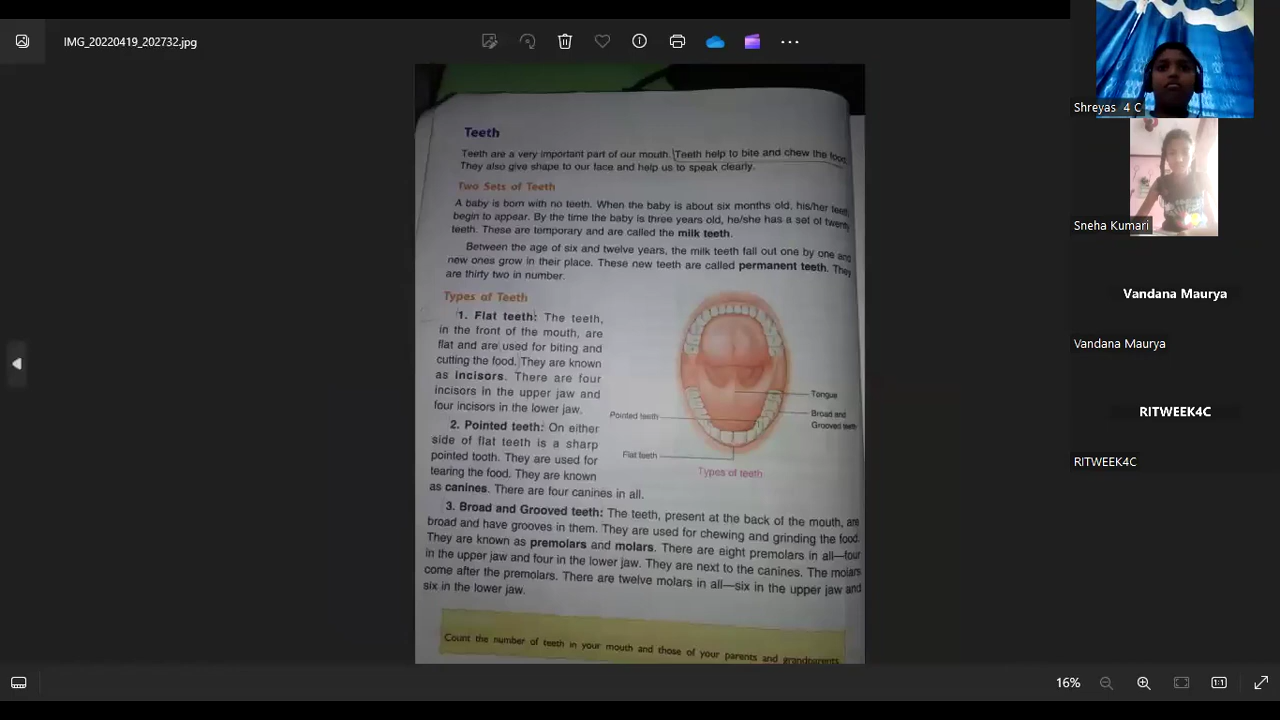 IMG_20220419_202732.jpg
Shreyas 4 C
Sneha Kumari
Vandana Maurya
Vandana Maurya
RITWEEK4C
RITWEEK4C
Teeth
Teeth are a very important part of our mouth. Teeth help to bite and chew the food.
They also give shape to our face and help us to speak clearly.
Two Sets of Teeth
A baby is born with no teeth. When the baby is about six months old, his/her teeth
begin to appear. By the time the baby is three years old, he/she has a set of twenty
teeth. These are temporary and are called the milk teeth.
Between the age of six and twelve years, the milk teeth fall out one by one and
new ones grow in their place. These new teeth are called permanent teeth. They
are thirty two in number.
Types of Teeth
1. Flat teeth: The teeth,
in the front of the mouth, are
flat and are used for biting and
cutting the food. They are known
as incisors. There are four
incisors in the upper jaw and
four incisors in the lower jaw.
2. Pointed teeth: On either
side of flat teeth is a sharp
pointed tooth. They are used for
tearing the food. They are known
as canines. There are four canines in all.
Tongue
Pointed teeth
Broad and
Grooved teeth
Flat teeth
Types of teeth
3. Broad and Grooved teeth: The teeth, present at the back of the mouth, are
broad and have grooves in them. They are used for chewing and grinding the food.
They are known as premolars and molars. There are eight premolars in all—four
in the upper jaw and four in the lower jaw. They are next to the canines. The molars
come after the premolars. There are twelve molars in all—six in the upper jaw and
six in the lower jaw.
Count the number of teeth in your mouth and those of your parents and grandparents
16%
1:1